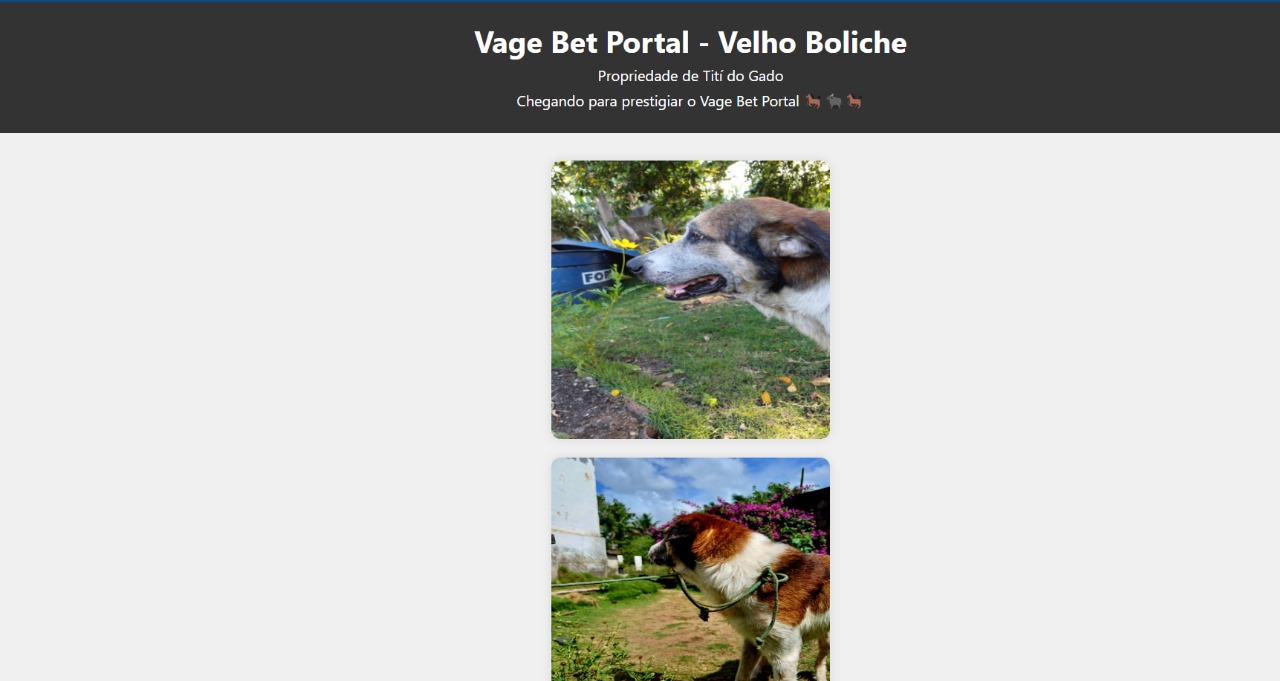 Vage Bet Portal - Velho Boliche
Propriedade de Tití do Gado
Chegando para prestigiar o Vage Bet Portal 🐎 🐐 🐎
FOR